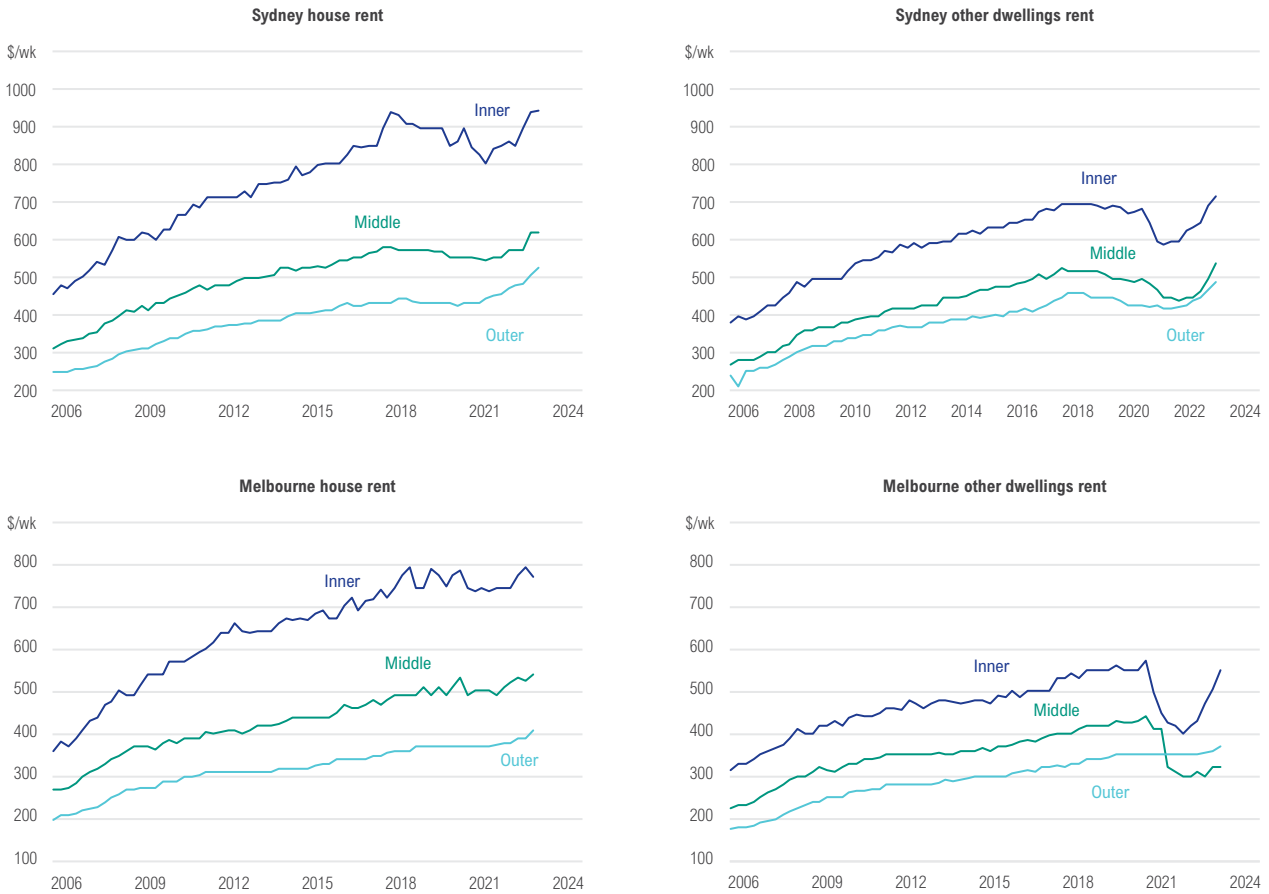 Sydney house rent
$/wk
1000
900
800
700
600
500
400
300
200
Inner
Middle
Outer
2006 2009 2012 2015 2018 2021 2024
Sydney other dwellings rent
$/wk
1000
900
800
700
600
500
400
300
200
Inner
Middle
Outer
2006 2008 2010 2012 2014 2016 2018 2020 2022 2024
Melbourne house rent
$/wk
800
700
600
500
400
300
200
100
Inner
Middle
Outer
2006 2009 2012 2015 2018 2021 2024
Melbourne other dwellings rent
$/wk
800
700
600
500
400
300
200
100
Inner
Middle
Outer
2006 2009 2012 2015 2018 2021 2024